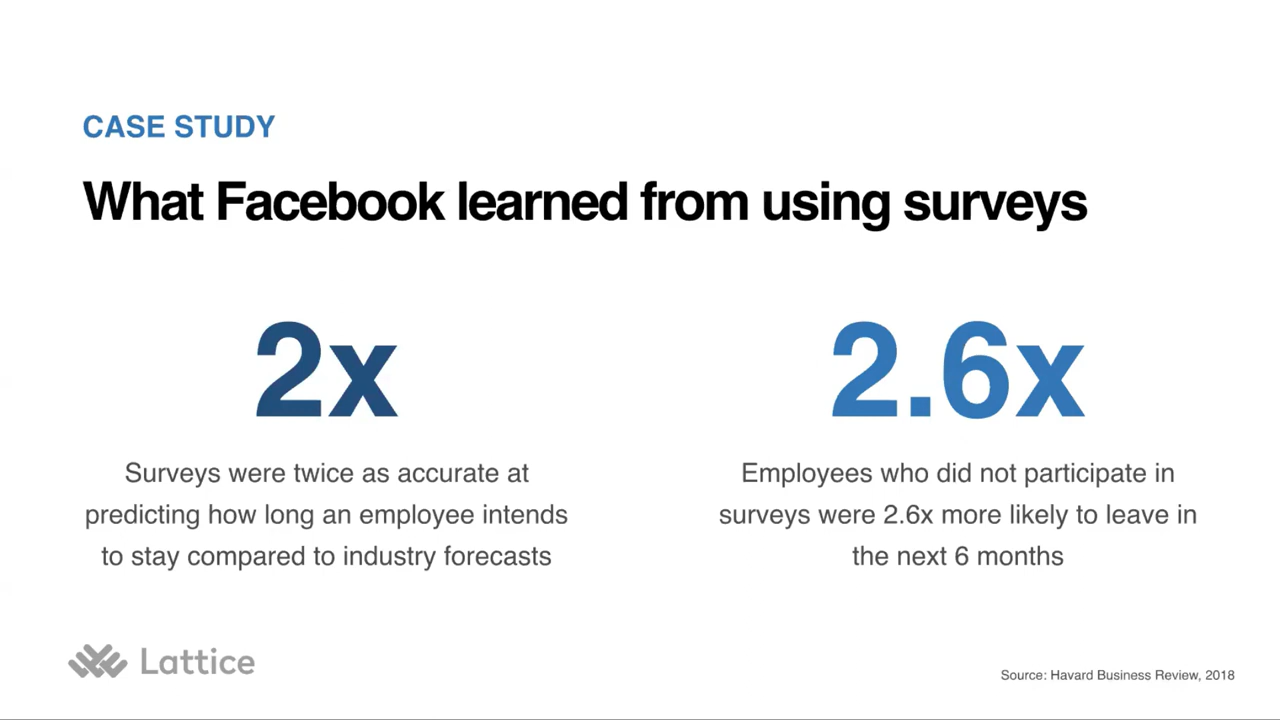 CASE STUDY
What Facebook learned from using surveys
2x
Surveys were twice as accurate at
predicting how long an employee intends
to stay compared to industry forecasts
2.6x
Employees who did not participate in
surveys were 2.6x more likely to leave in
the next 6 months
Lattice
Source: Havard Business Review, 2018